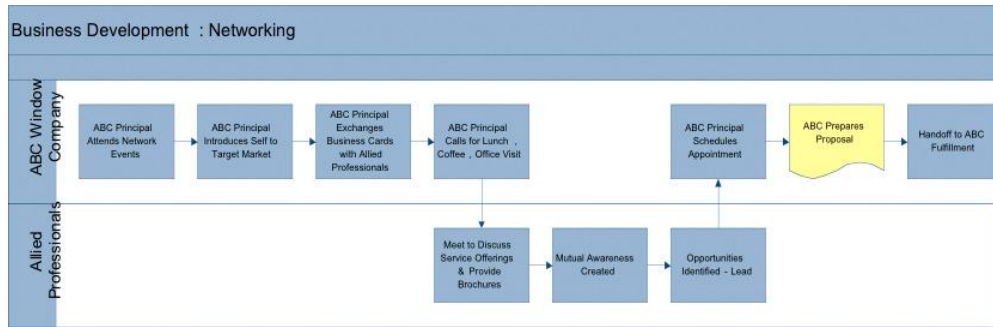 Business Development : Networking
ABC Window
Company
ABC Principal
Attends Network
Events
ABC Principal
Introduces Self to
Target Market
ABC Principal
Exchanges
Business Cards
with Allied
Professionals
ABC Principal
Calls for Lunch ,
Coffee , Office Visit
ABC Principal
Schedules
Appointment
ABC Prepares
Proposal
Handoff to ABC
Fulfillment
Allied
Professionals
Meet to Discuss
Service Offerings
& Provide
Brochures
Mutual Awareness
Created
Opportunities
Identified - Lead